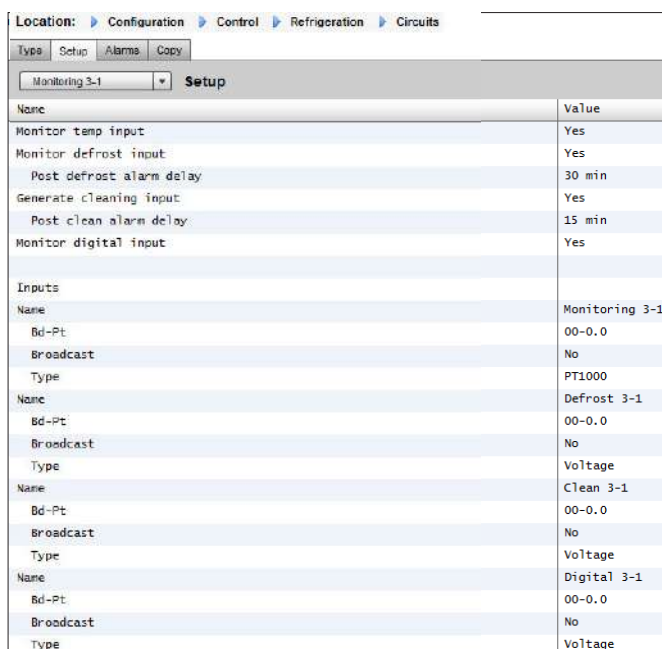 Location: Configuration Control Refrigeration Circuits
Type Setup Alarms Copy
Monitoring 3-1 Setup
Name Value
Monitor temp input Yes
Monitor defrost input Yes
Post defrost alarm delay 30 min
Generate cleaning input Yes
Post clean alarm delay 15 min
Monitor digital input Yes
Inputs
Name Monitoring 3-1
Bd-Pt 00-0.0
Broadcast No
Type PT1000
Name Defrost 3-1
Bd-Pt 00-0.0
Broadcast No
Type Voltage
Name Clean 3-1
Bd-Pt 00-0.0
Broadcast No
Type Voltage
Name Digital 3-1
Bd-Pt 00-0.0
Broadcast No
Type Voltage